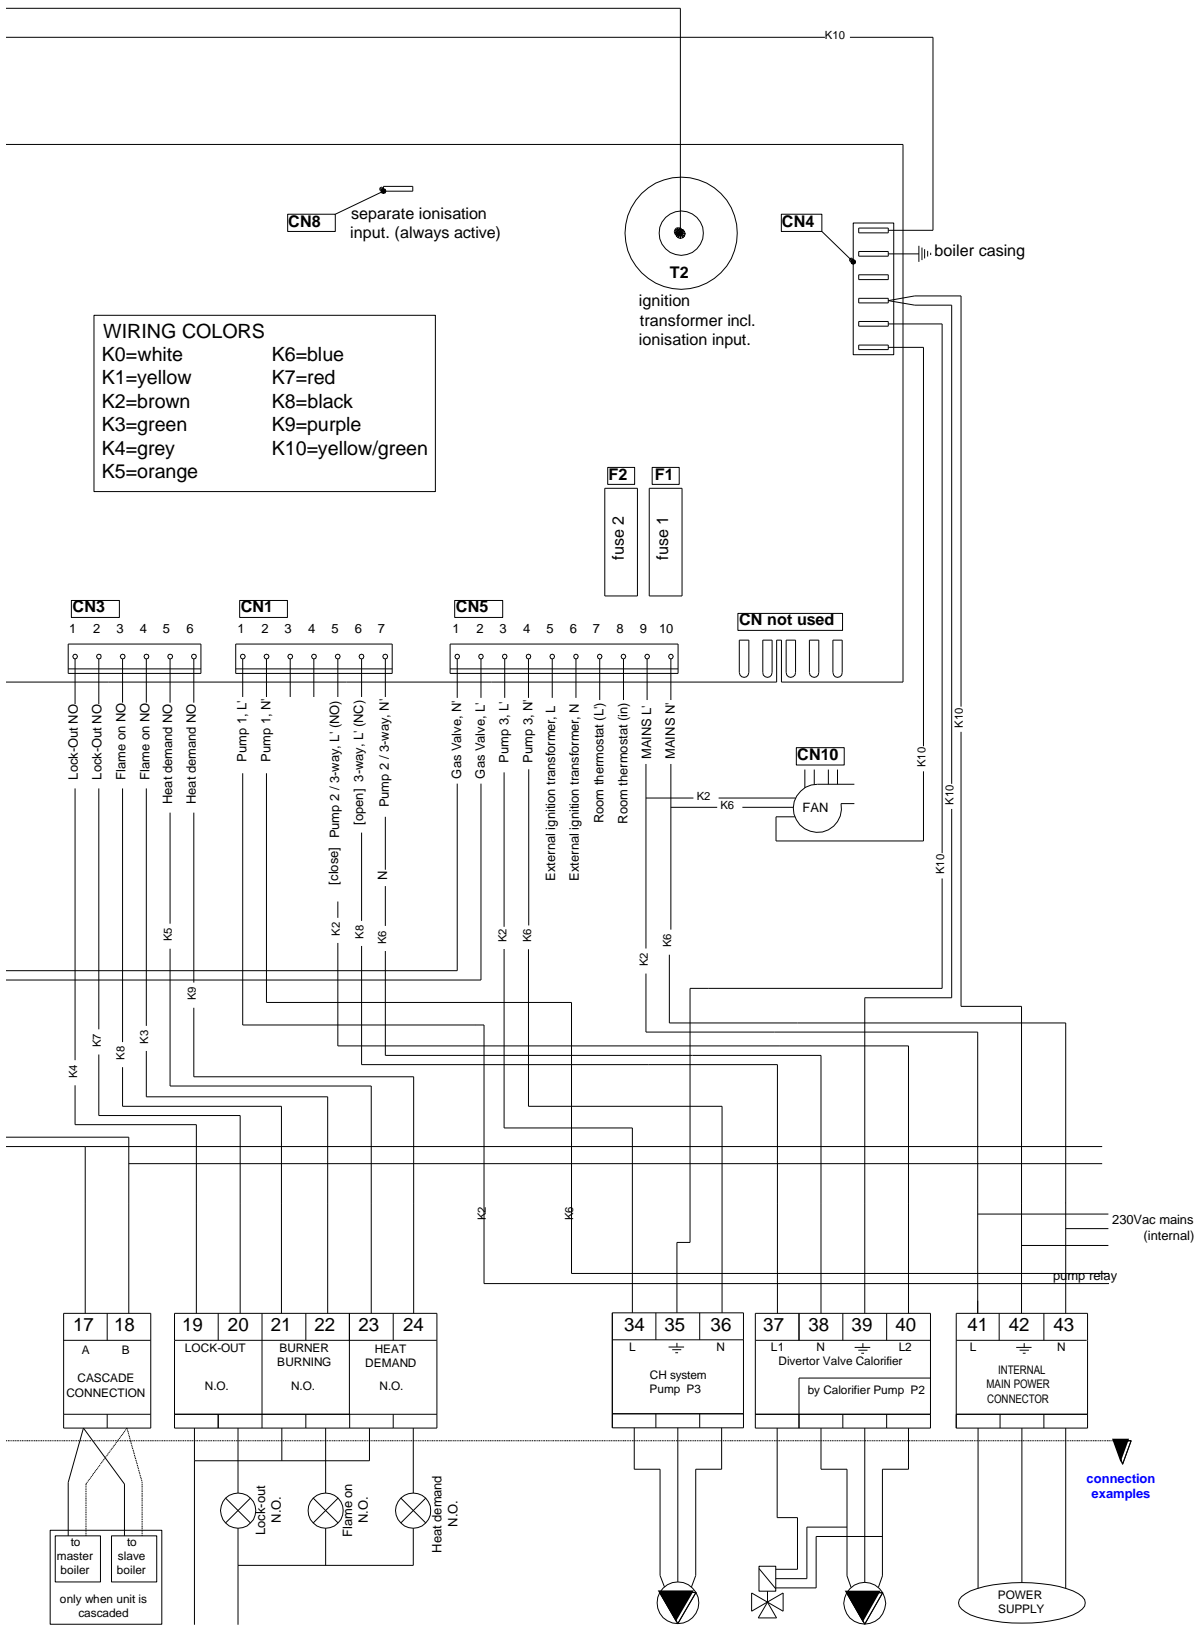 K10
CN8
separate ionisation
input. (always active)
T2
ignition
transformer incl.
ionisation input.
CN4
boiler casing
WIRING COLORS
K0=white
K1=yellow
K2=brown
K3=green
K4=grey
K5=orange
K6=blue
K7=red
K8=black
K9=purple
K10=yellow/green
F2
F1
fuse 2
fuse 1
CN3
1 2 3 4 5 6
CN1
1 2 3 4 5 6 7
CN5
1 2 3 4 5 6 7 8 9 10
CN not used
Lock-Out NO
Lock-Out NO
Flame on NO
Flame on NO
Heat demand NO
Heat demand NO
Pump 1, L'
Pump 1, N'
[close] Pump 2 / 3-way, L' (NO)
[open] 3-way, L' (NC)
N Pump 2 / 3-way, N'
Gas Valve, N'
Gas Valve, L'
Pump 3, L'
Pump 3, N'
External ignition transformer, L
External ignition transformer, N
Room thermostat (L')
Room thermostat (in)
MAINS L'
MAINS N'
CN10
FAN
K2
K6
K10
K10
K10
K10
K4
K7
K8
K3
K5
K9
K2
K8
K6
K2
K6
K2
K6
K2
K6
230Vac mains
(internal)
pump relay
17 18
A B
CASCADE
CONNECTION
19 20 21 22 23 24
LOCK-OUT
N.O.
BURNER
BURNING
N.O.
HEAT
DEMAND
N.O.
34 35 36
L N
CH system
Pump P3
37 38 39 40
L1 N L2
Divertor Valve Calorifier
by Calorifier Pump P2
41 42 43
L N
INTERNAL
MAIN POWER
CONNECTOR
connection
examples
Lock-out
N.O.
Flame on
N.O.
Heat demand
N.O.
to
master
boiler
to
slave
boiler
only when unit is
cascaded
POWER
SUPPLY